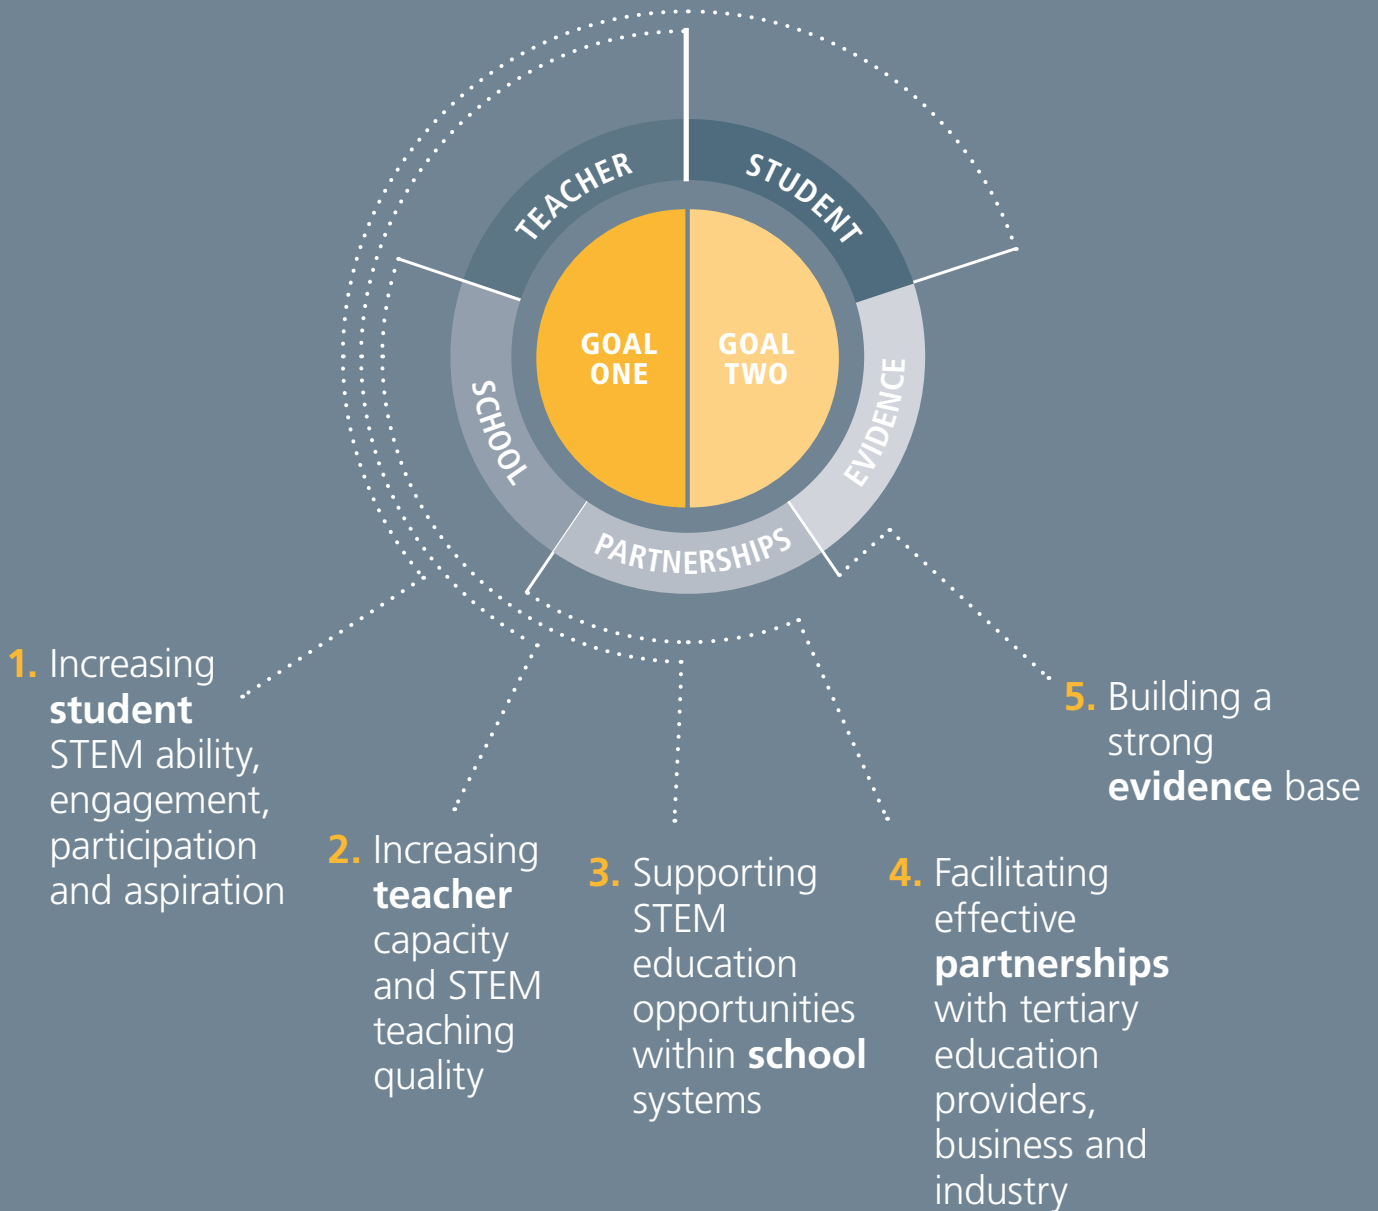 TEACHER
STUDENT
GOAL
ONE
GOAL
TWO
SCHOOL
EVIDENCE
PARTNERSHIPS
1. Increasing
student
STEM ability,
engagement,
participation
and aspiration
2. Increasing
teacher
capacity
and STEM
teaching
quality
3. Supporting
STEM
education
opportunities
within school
systems
4. Facilitating
effective
partnerships
with tertiary
education
providers,
business and
industry
5. Building a
strong
evidence base